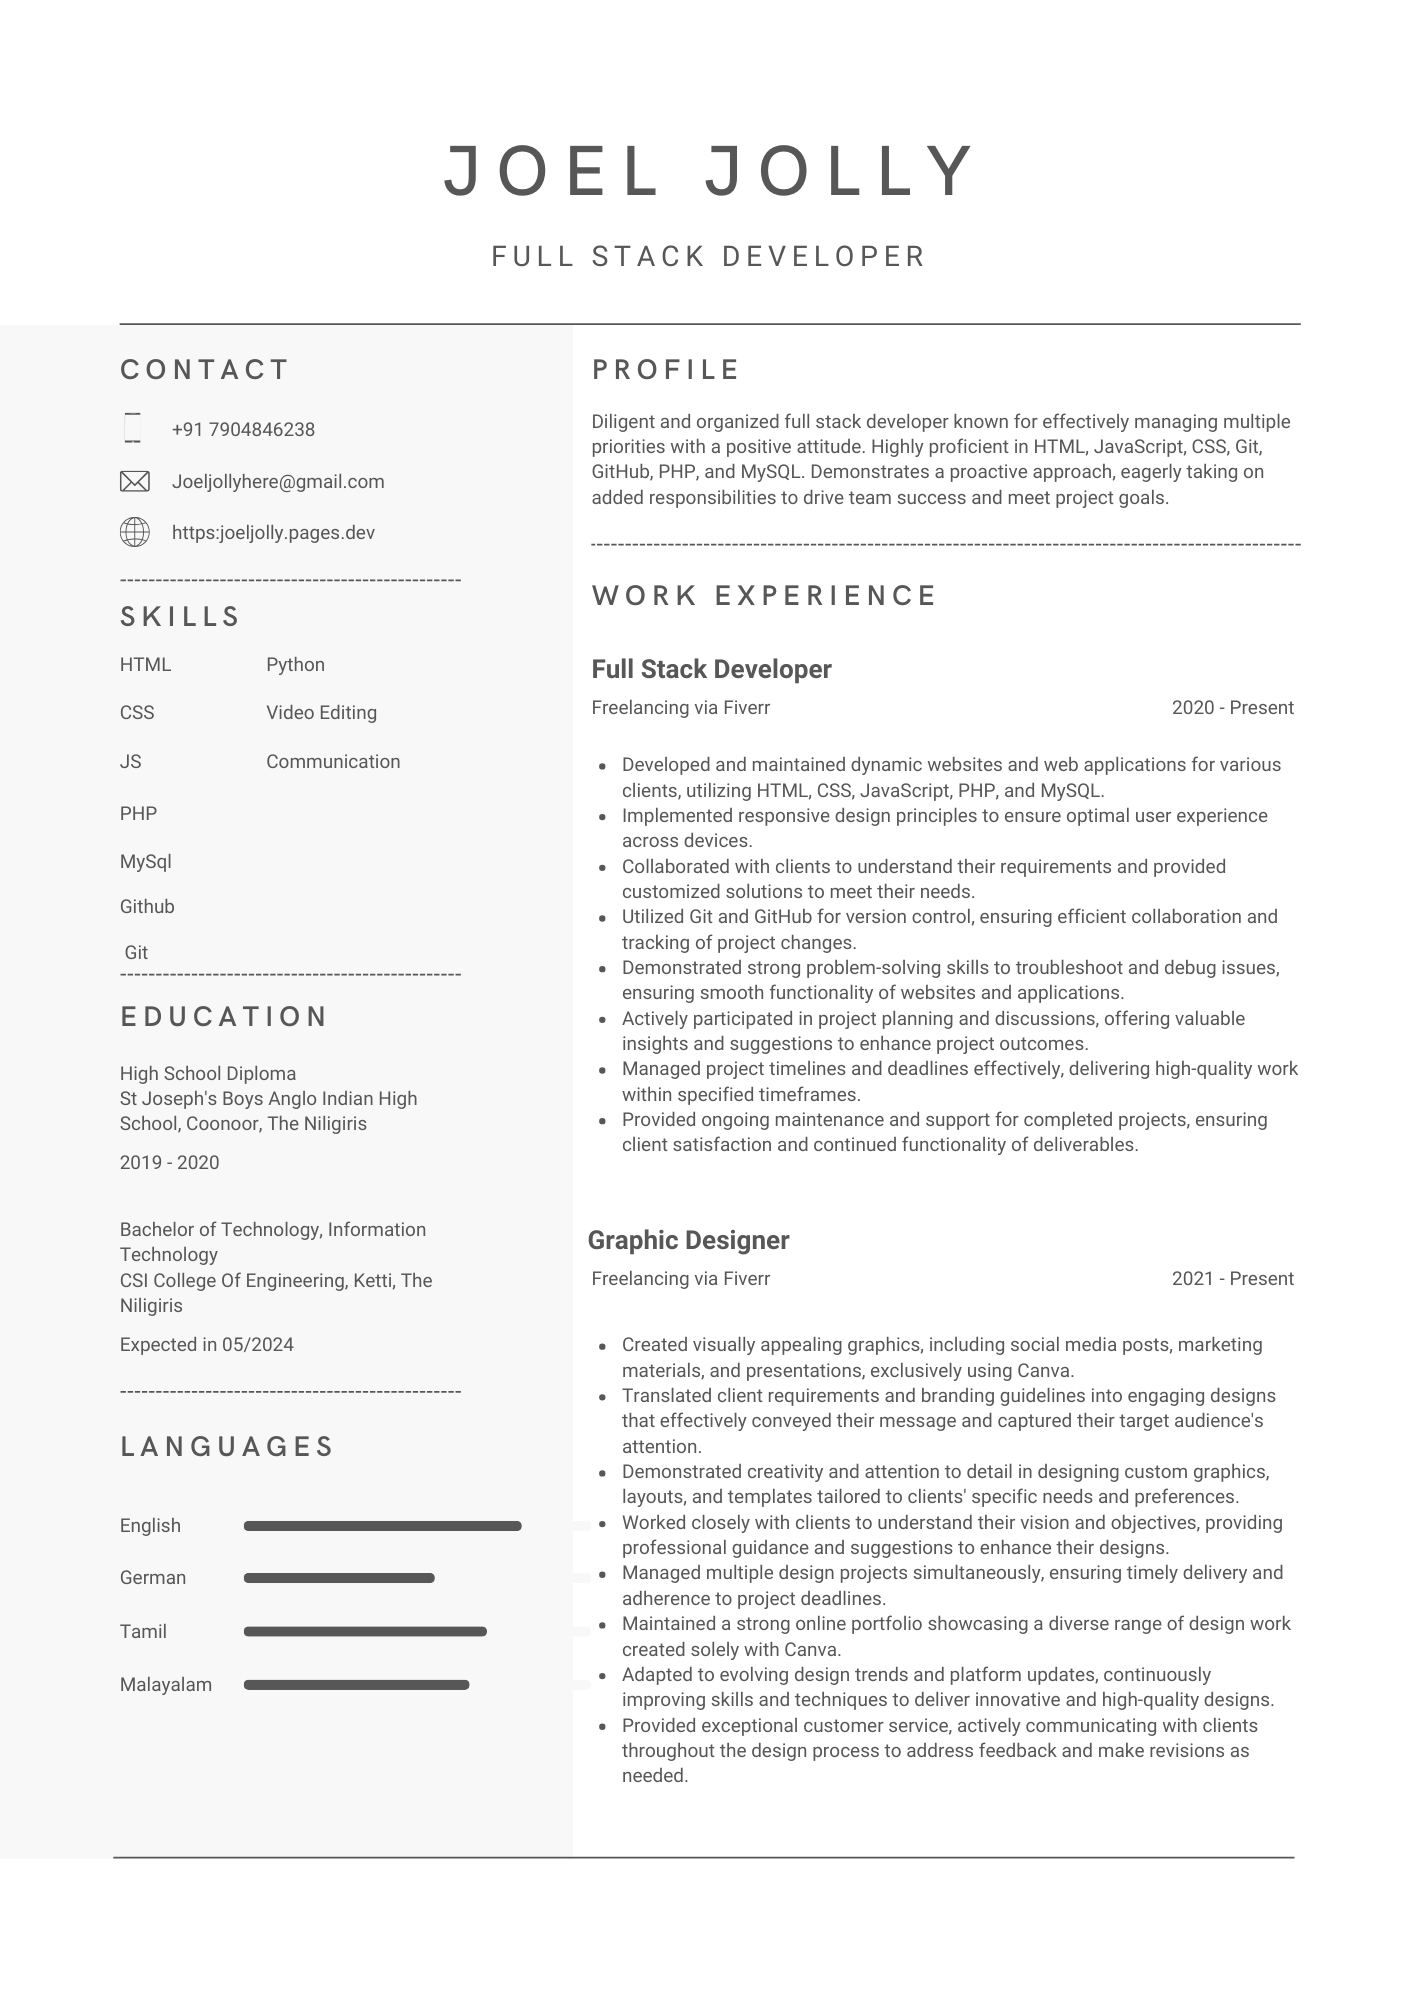 JOEL JOLLY
FULL STACK DEVELOPER
CONTACT
+91 7904846238
Joeljollyhere@gmail.com
https:joeljolly.pages.dev
SKILLS
HTML
Python
CSS
Video Editing
JS
Communication
PHP
MySql
Github
Git
EDUCATION
High School Diploma
St Joseph's Boys Anglo Indian High
School, Coonoor, The Niligiris
2019 - 2020
Bachelor of Technology, Information
Technology
CSI College Of Engineering, Ketti, The
Niligiris
Expected in 05/2024
LANGUAGES
English
German
Tamil
Malayalam
PROFILE
Diligent and organized full stack developer known for effectively managing multiple
priorities with a positive attitude. Highly proficient in HTML, JavaScript, CSS, Git,
GitHub, PHP, and MySQL. Demonstrates a proactive approach, eagerly taking on
added responsibilities to drive team success and meet project goals.
WORK EXPERIENCE
Full Stack Developer
Freelancing via Fiverr 2020 - Present
• Developed and maintained dynamic websites and web applications for various
clients, utilizing HTML, CSS, JavaScript, PHP, and MySQL.
• Implemented responsive design principles to ensure optimal user experience
across devices.
• Collaborated with clients to understand their requirements and provided
customized solutions to meet their needs.
• Utilized Git and GitHub for version control, ensuring efficient collaboration and
tracking of project changes.
• Demonstrated strong problem-solving skills to troubleshoot and debug issues,
ensuring smooth functionality of websites and applications.
• Actively participated in project planning and discussions, offering valuable
insights and suggestions to enhance project outcomes.
• Managed project timelines and deadlines effectively, delivering high-quality work
within specified timeframes.
• Provided ongoing maintenance and support for completed projects, ensuring
client satisfaction and continued functionality of deliverables.
Graphic Designer
Freelancing via Fiverr 2021 - Present
• Created visually appealing graphics, including social media posts, marketing
materials, and presentations, exclusively using Canva.
• Translated client requirements and branding guidelines into engaging designs
that effectively conveyed their message and captured their target audience's
attention.
• Demonstrated creativity and attention to detail in designing custom graphics,
layouts, and templates tailored to clients' specific needs and preferences.
• Worked closely with clients to understand their vision and objectives, providing
professional guidance and suggestions to enhance their designs.
• Managed multiple design projects simultaneously, ensuring timely delivery and
adherence to project deadlines.
• Maintained a strong online portfolio showcasing a diverse range of design work
created solely with Canva.
• Adapted to evolving design trends and platform updates, continuously
improving skills and techniques to deliver innovative and high-quality designs.
• Provided exceptional customer service, actively communicating with clients
throughout the design process to address feedback and make revisions as
needed.